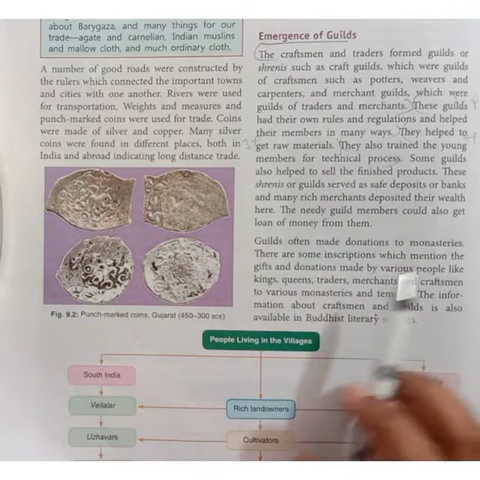 about Barygaza, and many things for our
trade—agate and carnelian, Indian muslins
and mallow cloth, and much ordinary cloth.
A number of good roads were constructed by
the rulers which connected the important towns
and cities with one another. Rivers were used
for transportation. Weights and measures and
punch-marked coins were used for trade. Coins
were made of silver and copper. Many silver
coins were found in different places, both in
India and abroad indicating long distance trade.
Fig. 9.2: Punch-marked coins, Gujarat (450–300 BCE)
Emergence of Guilds
The craftsmen and traders formed guilds or
shrenis such as craft guilds, which were guilds
of craftsmen such as potters, weavers and
carpenters, and merchant guilds, which were
guilds of traders and merchants. These guilds
had their own rules and regulations and helped
their members in many ways. They helped to
get raw materials. They also trained the young
members for technical process. Some guilds
also helped to sell the finished products. These
shrenis or guilds served as safe deposits or banks
and many rich merchants deposited their wealth
here. The needy guild members could also get
loan of money from them.
Guilds often made donations to monasteries.
There are some inscriptions which mention the
gifts and donations made by various people like
kings, queens, traders, merchants craftsmen
to various monasteries and The infor-
mation about craftsmen and is also
available in Buddhist literary
People Living in the Villages
South India
Vellalar
Rich landowners
Uzhavars
Cultivators